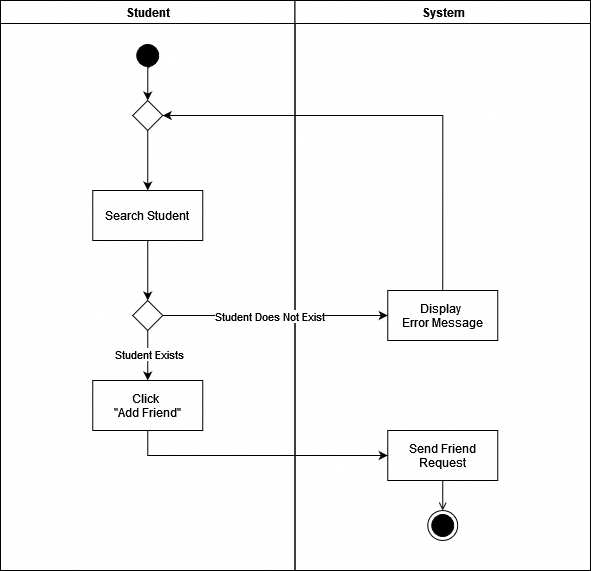 Student
System
Search Student
Student Does Not Exist
Display
Error Message
Student Exists
Click
"Add Friend"
Send Friend
Request